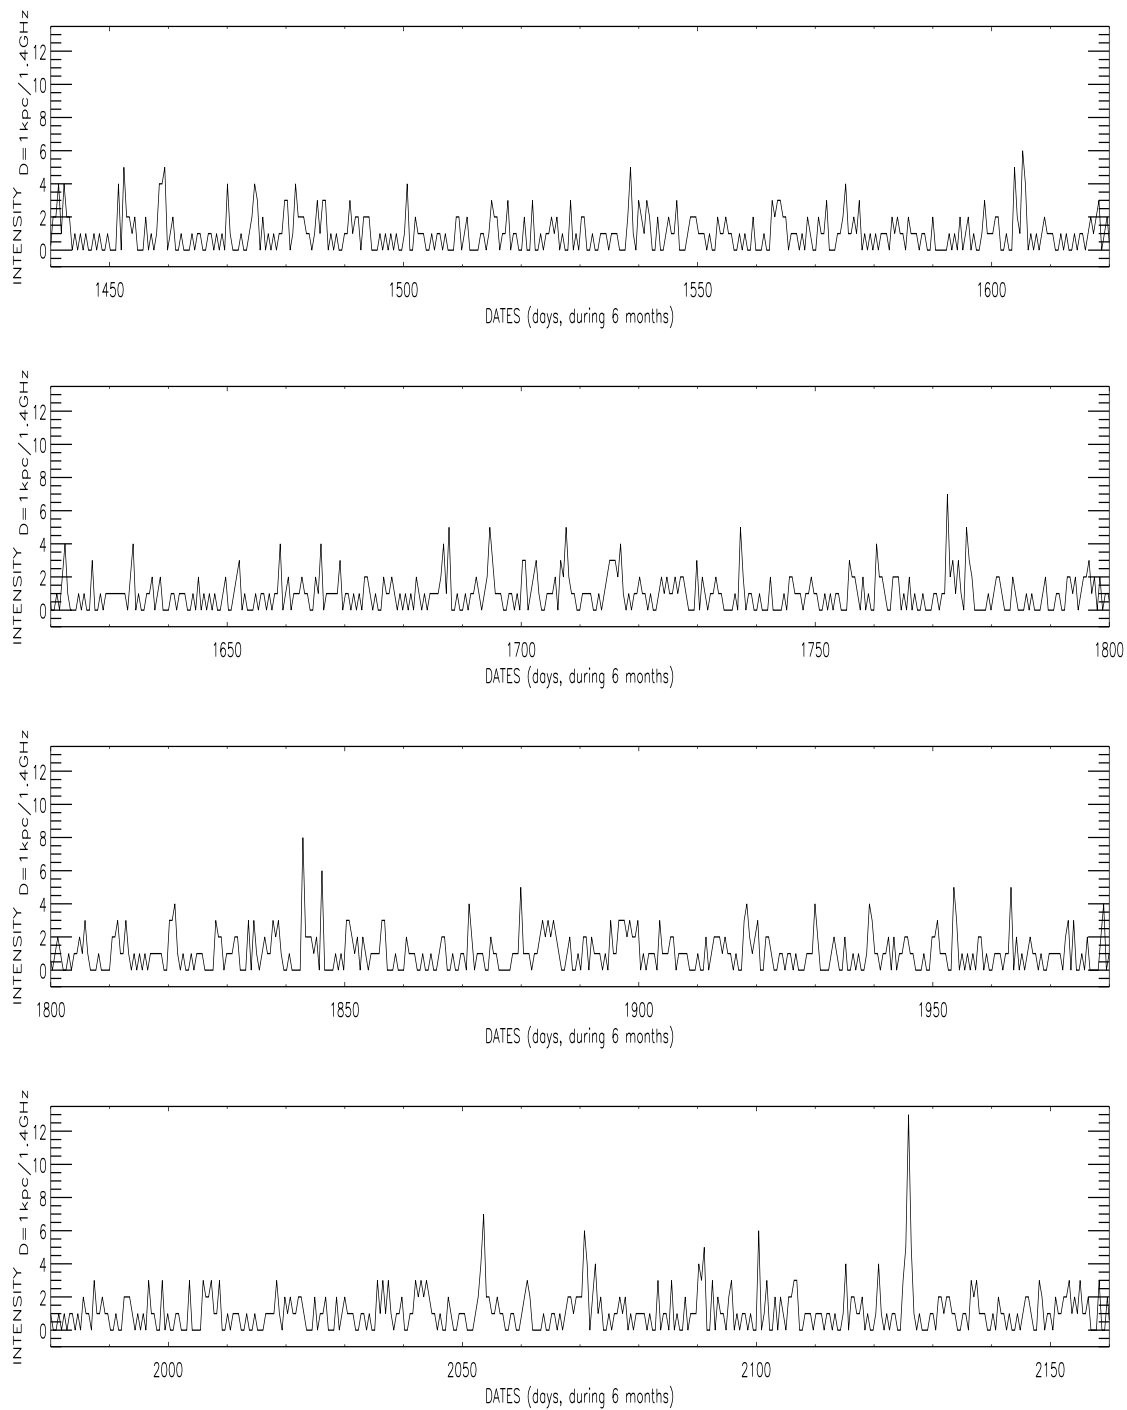 INTENSITY D=1kpc/1.4GHz
12
10
8
6
4
2
0
1450 1500 1550 1600
DATES (days, during 6 months)
INTENSITY D=1kpc/1.4GHz
12
10
8
6
4
2
0
1650 1700 1750 1800
DATES (days, during 6 months)
INTENSITY D=1kpc/1.4GHz
12
10
8
6
4
2
0
1800 1850 1900 1950
DATES (days, during 6 months)
INTENSITY D=1kpc/1.4GHz
12
10
8
6
4
2
0
2000 2050 2100 2150
DATES (days, during 6 months)